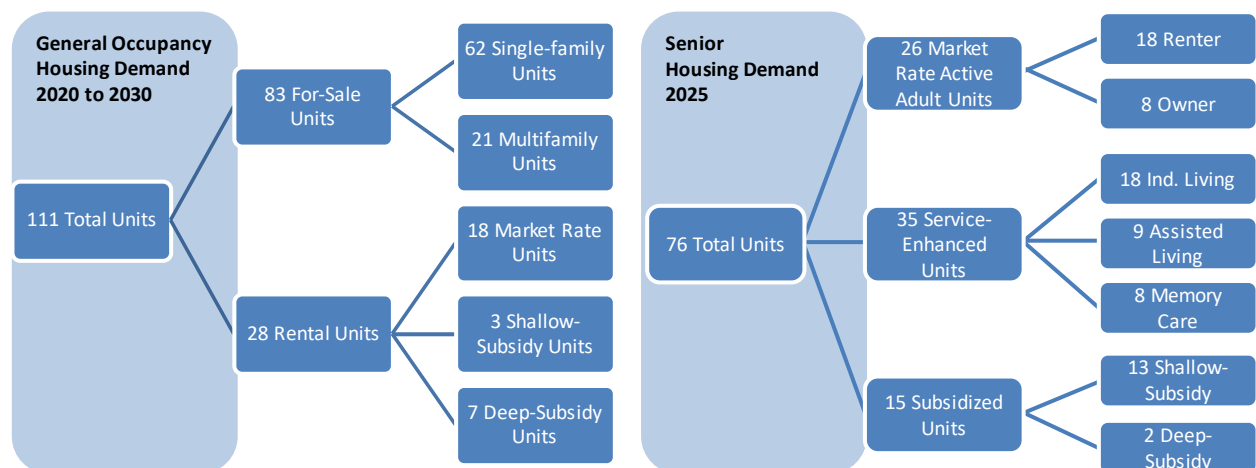 General Occupancy
Housing Demand
2020 to 2030
111 Total Units
83 For-Sale
Units
28 Rental Units
62 Single-family
Units
21 Multifamily
Units
18 Market Rate
Units
3 Shallow-
Subsidy Units
7 Deep-Subsidy
Units
Senior
Housing Demand
2025
76 Total Units
26 Market
Rate Active
Adult Units
35 Service-
Enhanced
Units
15 Subsidized
Units
18 Renter
8 Owner
18 Ind. Living
9 Assisted
Living
8 Memory
Care
13 Shallow-
Subsidy
2 Deep-
Subsidy